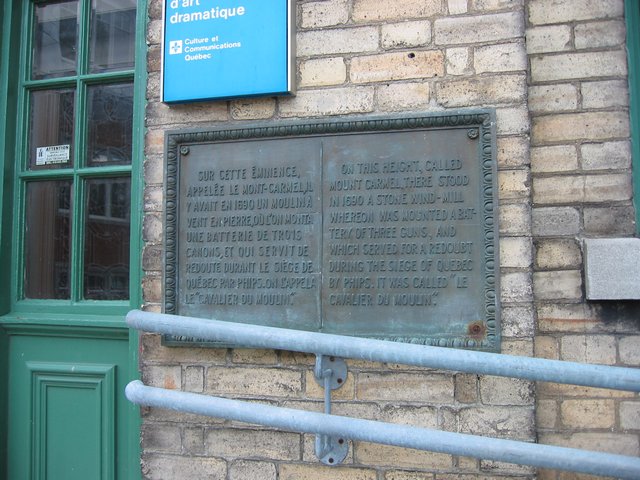 d'art
dramatique
Culture et
Communications
Québec
ATTENTION
SUR CETTE ÉMINENCE,
APPELÉE LE MONT-CARMEL, IL
Y AVAIT EN 1690 UN MOULIN À
VENT EN PIERRE, OÙ L'ON MONTA
UNE BATTERIE DE TROIS
CANONS, ET QUI SERVIT DE
REDOUTE DURANT LE SIÈGE DE
QUÉBEC PAR PHIPS. ON L'APPELA
LE "CAVALIER DU MOULIN".
ON THIS HEIGHT, CALLED
MOUNT CARMEL, THERE STOOD
IN 1690 A STONE WIND-MILL
WHEREON WAS MOUNTED A BAT-
TERY OF THREE GUNS, AND
WHICH SERVED FOR A REDOUBT
DURING THE SIEGE OF QUEBEC
BY PHIPS. IT WAS CALLED "LE
CAVALIER DU MOULIN".